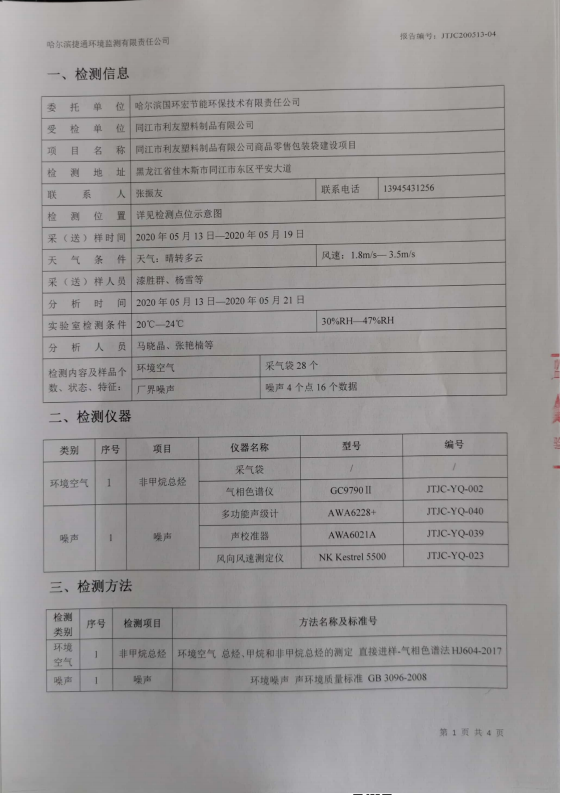 哈尔滨捷通环境监测有限责任公司 报告编号：JTJC200313-04
一、检测信息
委托单位 哈尔滨国环宏节能环保技术有限责任公司
受检单位 同江市利友塑料制品有限公司
项目名称 同江市利友塑料制品有限公司商品零售包装袋建设项目
检测地址 黑龙江省佳木斯市同江市东区平安大道
联系人 张振友 联系电话 13945431256
检测位置 详见检测点位示意图
采（送）样时间 2020 年 05 月 13 日—2020 年 05 月 19 日
天气条件 天气：晴转多云 风速：1.8m/s— 3.5m/s
采（送）样人员 漆胜群、杨雪等
分析时间 2020 年 05 月 13 日—2020 年 05 月 21 日
实验室检测条件 20℃—24℃ 30%RH—47%RH
分析人员 马晓晶、张艳楠等
检测内容及样品个数、状态、特征： 环境空气 采气袋 28 个
厂界噪声 噪声 4 个点 16 个数据
二、检测仪器
类别 序号 项目 仪器名称 型号 编号
环境空气 1 非甲烷总烃 采气袋 / /
气相色谱仪 GC9790Ⅱ JTJC-YQ-002
噪声 1 噪声 多功能声级计 AWA6228+ JTJC-YQ-040
声校准器 AWA6021A JTJC-YQ-039
风向风速测定仪 NK Kestrel 5500 JTJC-YQ-023
三、检测方法
检测类别 序号 检测项目 方法名称及标准号
环境空气 1 非甲烷总烃 环境空气 总烃、甲烷和非甲烷总烃的测定 直接进样-气相色谱法 HJ604-2017
噪声 1 噪声 环境噪声 声环境质量标准 GB 3096-2008
第 1 页 共 4 页